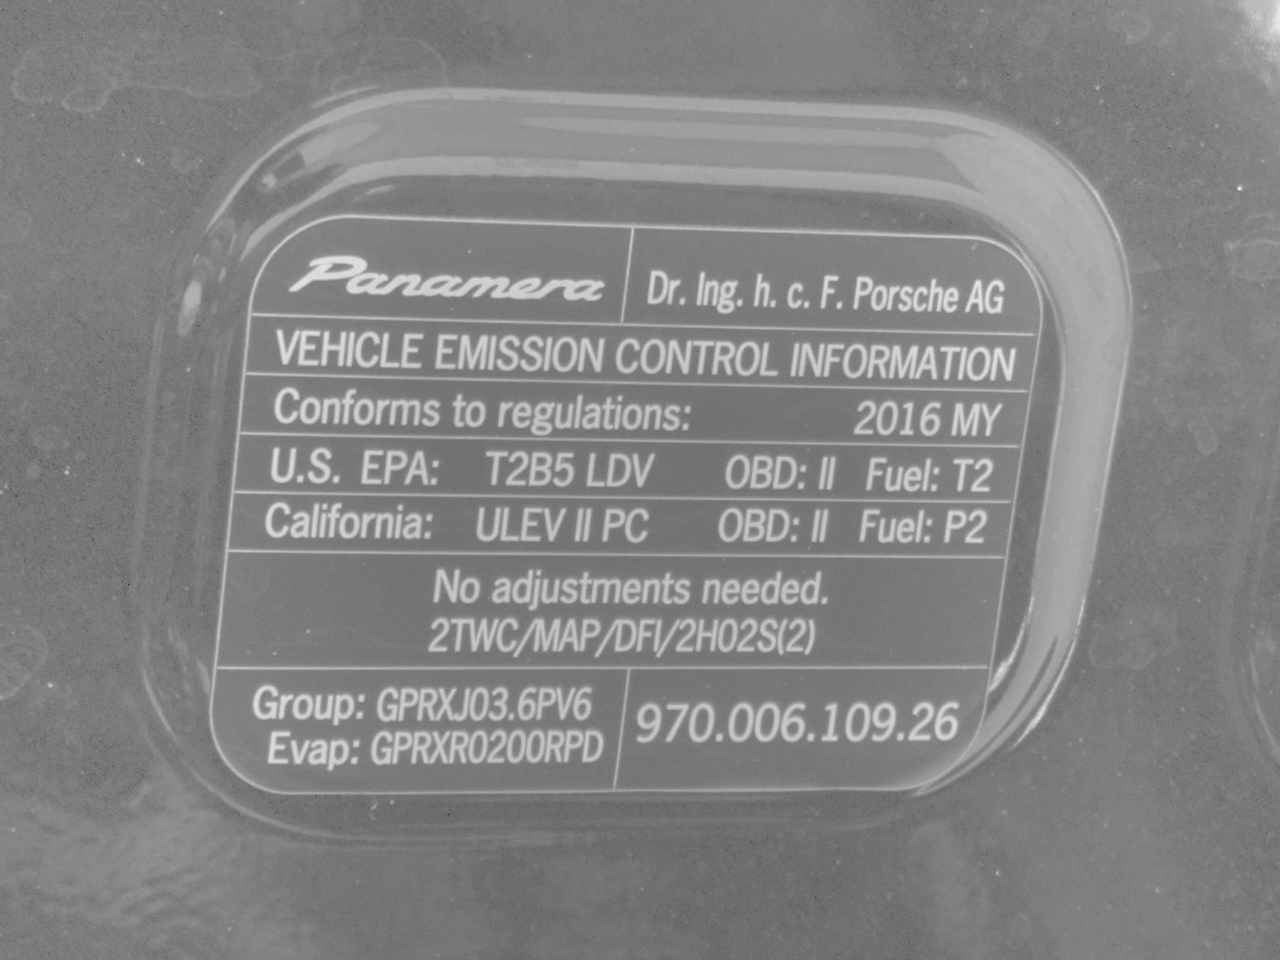 Panamera Dr. Ing. h. c. F. Porsche AG
VEHICLE EMISSION CONTROL INFORMATION
Conforms to regulations: 2016 MY
U.S. EPA: T2B5 LDV OBD: II Fuel: T2
California: ULEV II PC OBD: II Fuel: P2
No adjustments needed.
2TWC/MAP/DFI/2HO2S(2)
Group: GPRXJ03.6PV6
Evap: GPRXR0200RPD
970.006.109.26